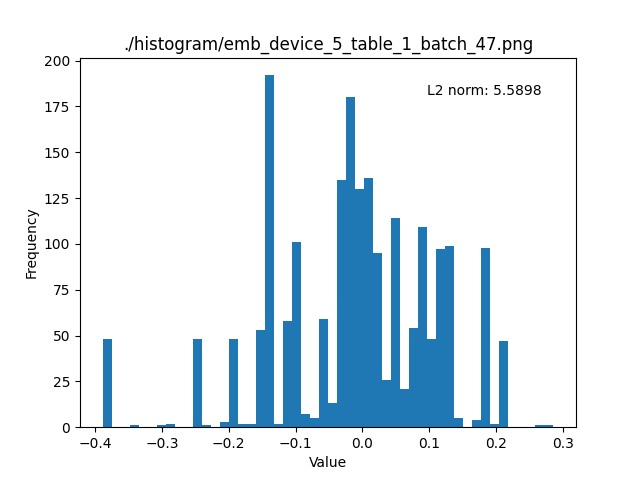 ./histogram/emb_device_5_table_1_batch_47.png
L2 norm: 5.5898
200
175
150
125
100
75
50
25
0
Frequency
−0.4 −0.3 −0.2 −0.1 0.0 0.1 0.2 0.3
Value